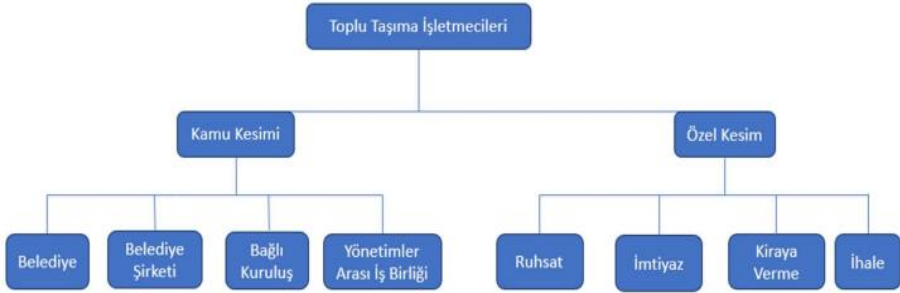 Toplu Taşıma İşletmecileri
Kamu Kesimi
Özel Kesim
Belediye
Belediye
Şirketi
Bağlı
Kuruluş
Yönetimler
Arası İş Birliği
Ruhsat
İmtiyaz
Kiraya
Verme
İhale